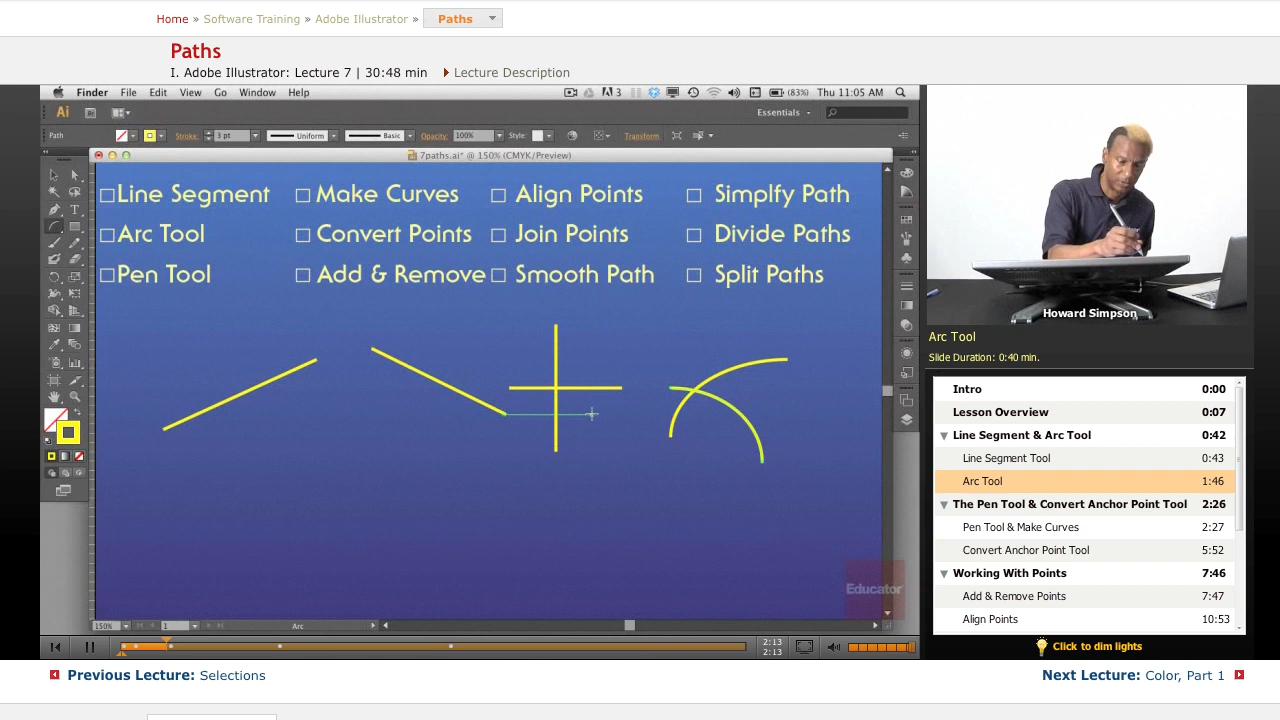 Home » Software Training » Adobe Illustrator » Paths
Paths
I. Adobe Illustrator: Lecture 7 | 30:48 min Lecture Description
Finder File Edit View Go Window Help 3 (83%) Thu 11:05 AM
Ai Essentials
Path Stroke: 3 pt Uniform Basic Opacity: 100% Style: Transform
7paths.ai* @ 150% (CMYK/Preview)
Line Segment Make Curves Align Points Simplfy Path
Arc Tool Convert Points Join Points Divide Paths
Pen Tool Add & Remove Smooth Path Split Paths
Educator
150% 1 Arc
2:13
2:13
Howard Simpson
Arc Tool
Slide Duration: 0:40 min.
Intro 0:00
Lesson Overview 0:07
Line Segment & Arc Tool 0:42
Line Segment Tool 0:43
Arc Tool 1:46
The Pen Tool & Convert Anchor Point Tool 2:26
Pen Tool & Make Curves 2:27
Convert Anchor Point Tool 5:52
Working With Points 7:46
Add & Remove Points 7:47
Align Points 10:53
Click to dim lights
Previous Lecture: Selections
Next Lecture: Color, Part 1